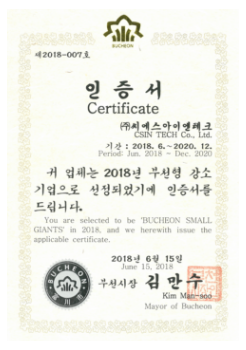 BUCHEON
제2018-007호
인증서
Certificate
(주)씨에스아이엔테크
CSIN TECH Co., Ltd.
기간 : 2018. 6.~2020. 12.
Period: Jun. 2018 ~ Dec. 2020
귀 업체는 2018년 부천형 강소
기업으로 선정되었기에 인증서를
드립니다.
You are selected to be 'BUCHEON SMALL
GIANTS' in 2018, and we herewith issue the
applicable certificate.
2018년 6월 15일
June 15, 2018
부천시장 김만수
Kim Man-soo
Mayor of Bucheon
BUCHEON